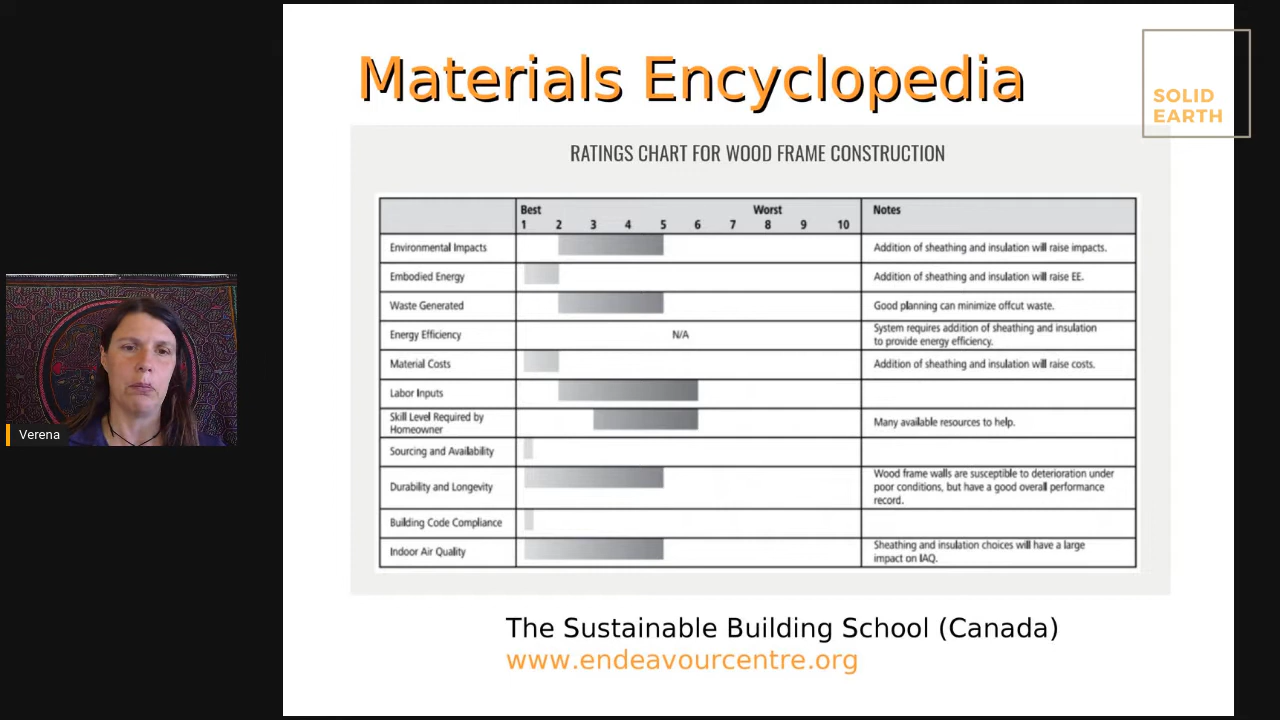 Materials Encyclopedia
SOLID
EARTH
RATINGS CHART FOR WOOD FRAME CONSTRUCTION
Best Worst Notes
1 2 3 4 5 6 7 8 9 10
Environmental Impacts Addition of sheathing and insulation will raise impacts.
Embodied Energy Addition of sheathing and insulation will raise EE.
Waste Generated Good planning can minimize offcut waste.
Energy Efficiency N/A System requires addition of sheathing and insulation
to provide energy efficiency.
Material Costs Addition of sheathing and insulation will raise costs.
Labor Inputs
Skill Level Required by
Homeowner Many available resources to help.
Sourcing and Availability
Durability and Longevity Wood frame walls are susceptible to deterioration under
poor conditions, but have a good overall performance
record.
Building Code Compliance
Indoor Air Quality Sheathing and insulation choices will have a large
impact on IAQ.
Verena
The Sustainable Building School (Canada)
www.endeavourcentre.org